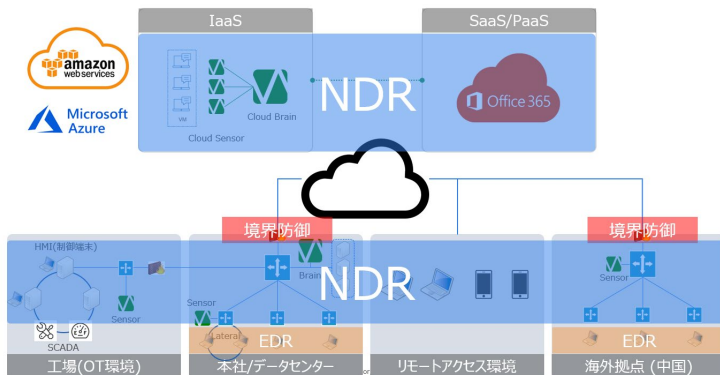 IaaS
SaaS/PaaS
amazon
webservices
Microsoft
Azure
VM
Cloud Sensor
Cloud Brain
NDR
Office 365
境界防御
境界防御
HMI(制御端末)
Sensor
SCADA
Sensor
Lateral
Brain
NDR
Sensor
EDR
EDR
工場(OT環境)
本社/データセンター
リモートアクセス環境
海外拠点 (中国)